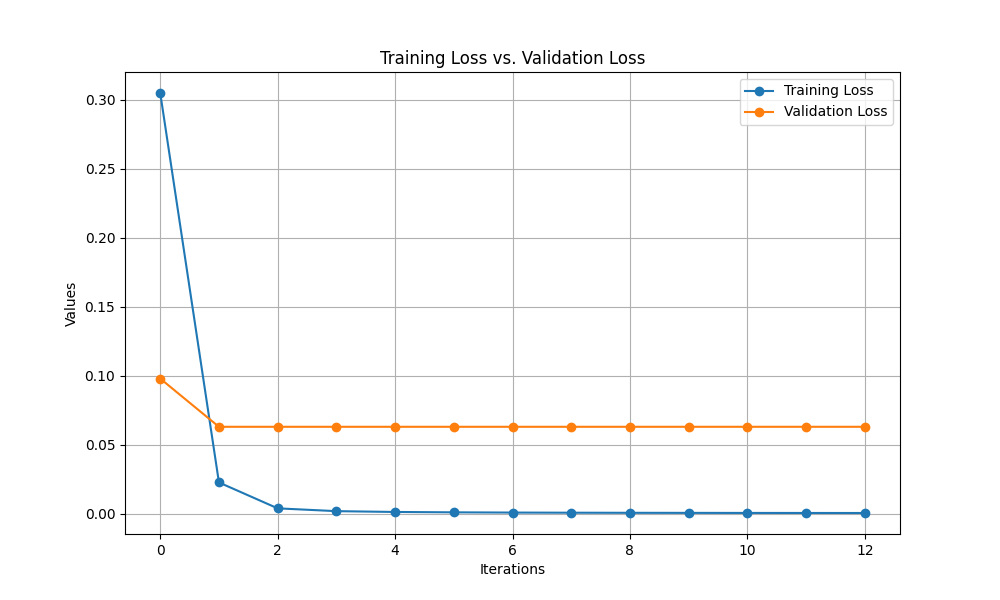 Training Loss vs. Validation Loss
Training Loss
Validation Loss
0.30
0.25
0.20
0.15
0.10
0.05
0.00
Values
0 2 4 6 8 10 12
Iterations